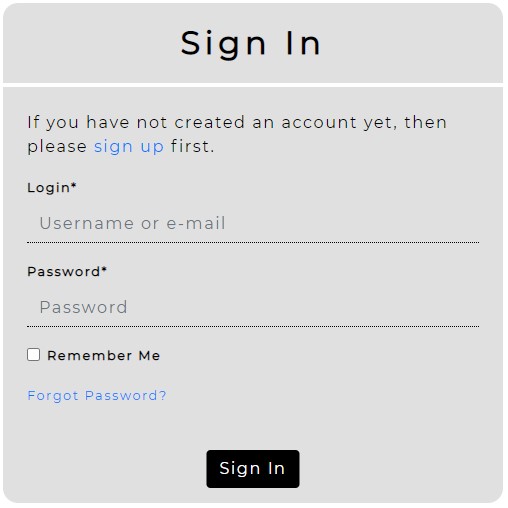 Sign In
If you have not created an account yet, then
please sign up first.
Login*
Username or e-mail
Password*
Password
Remember Me
Forgot Password?
Sign In